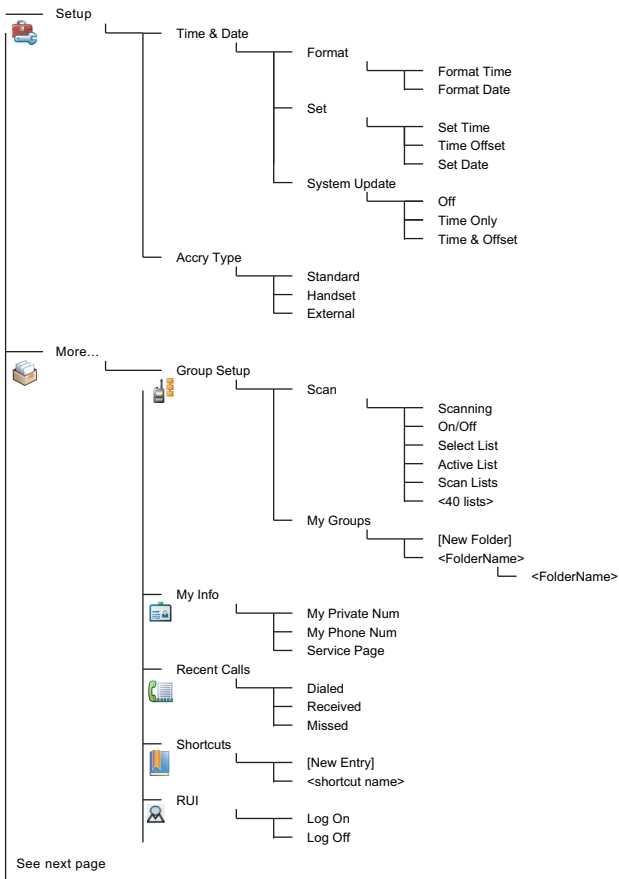 Setup
Time & Date
Format
Format Time
Format Date
Set
Set Time
Time Offset
Set Date
System Update
Off
Time Only
Time & Offset
Accry Type
Standard
Handset
External
More...
Group Setup
Scan
Scanning
On/Off
Select List
Active List
Scan Lists
<40 lists>
My Groups
[New Folder]
<FolderName>
<FolderName>
My Info
My Private Num
My Phone Num
Service Page
Recent Calls
Dialed
Received
Missed
Shortcuts
[New Entry]
<shortcut name>
RUI
Log On
Log Off
See next page